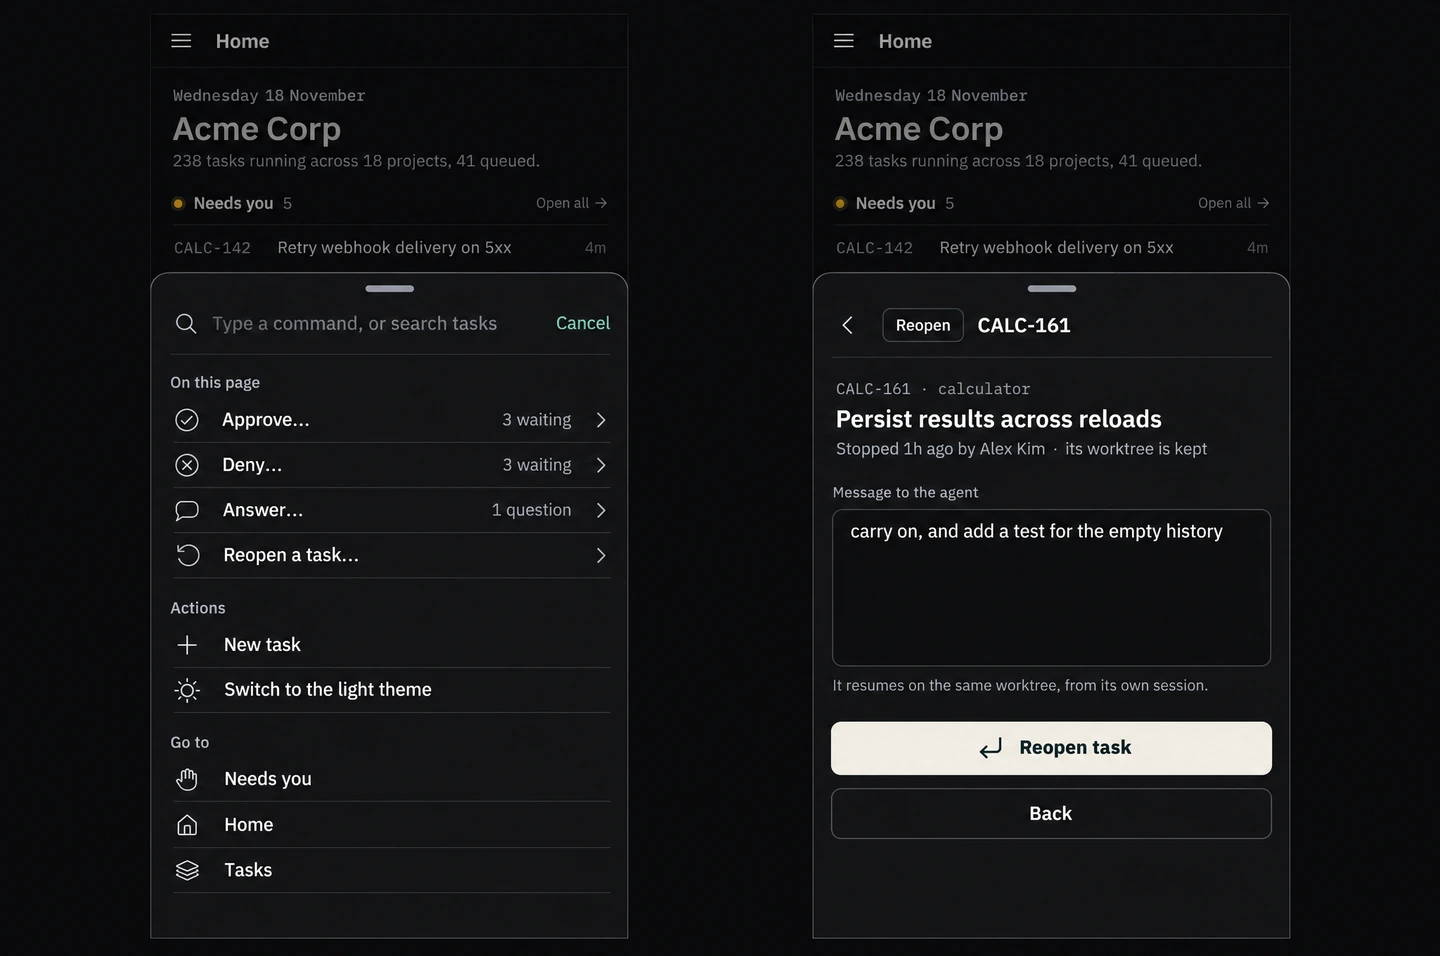 Home
Wednesday 18 November
Acme Corp
238 tasks running across 18 projects, 41 queued.
Needs you 5 Open all →
CALC-142 Retry webhook delivery on 5xx 4m
Type a command, or search tasks Cancel
On this page
Approve... 3 waiting
Deny... 3 waiting
Answer... 1 question
Reopen a task...
Actions
New task
Switch to the light theme
Go to
Needs you
Home
Tasks
Home
Wednesday 18 November
Acme Corp
238 tasks running across 18 projects, 41 queued.
Needs you 5 Open all →
CALC-142 Retry webhook delivery on 5xx 4m
Reopen CALC-161
CALC-161 · calculator
Persist results across reloads
Stopped 1h ago by Alex Kim · its worktree is kept
Message to the agent
carry on, and add a test for the empty history
It resumes on the same worktree, from its own session.
Reopen task
Back